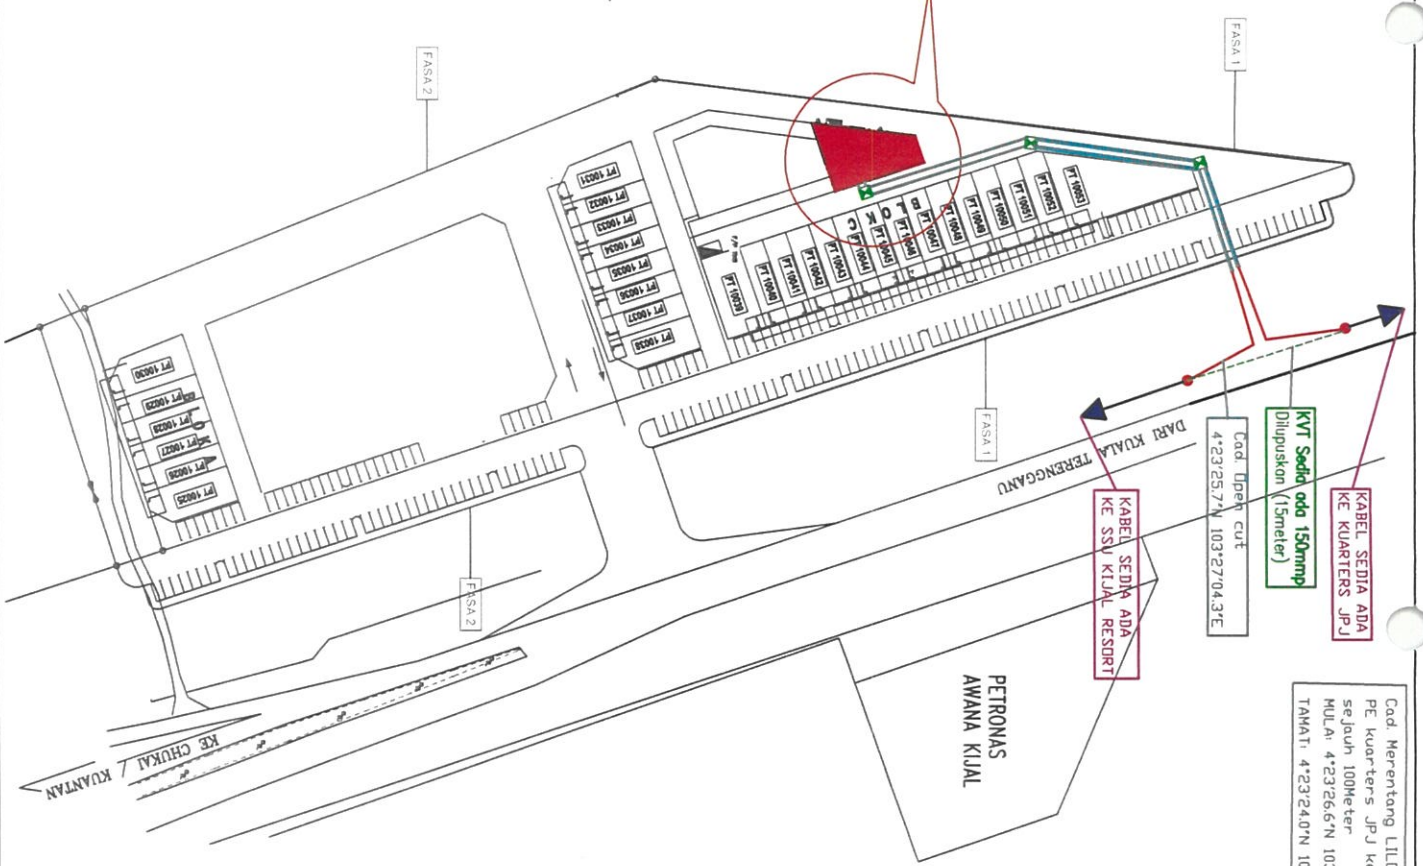 FASA 2
FASA 1
PT 10031
PT 10032
PT 10033
PT 10034
PT 10035
PT 10036
PT 10037
PT 10038
PT 10039
PT 10040
PT 10041
PT 10042
PT 10043
PT 10044
PT 10045
PT 10046
PT 10047
PT 10048
PT 10049
PT 10050
PT 10051
PT 10052
PT 10053
BLOK C
PT 10030
PT 10029
PT 10028
PT 10027
PT 10026
PT 10025
FASA 1
FASA 2
DARI KUALA TERENGGANU
KE CHUKAI / KUANTAN
PETRONAS
AWANA KIJAL
KABEL SEDIA ADA
KE SSU KIJAL RESORT
Cad. Open cut
4°23'25.7"N 103°27'04.3"E
KVT Sedia ada 150mmp
Dilupuskan (15meter)
KABEL SEDIA ADA
KE KUARTERS JPJ
Cad. Merentang
PE kuarters JPJ
sejauh 100Meter
MULA: 4°23'26.6"N
TAMAT: 4°23'24.0"N